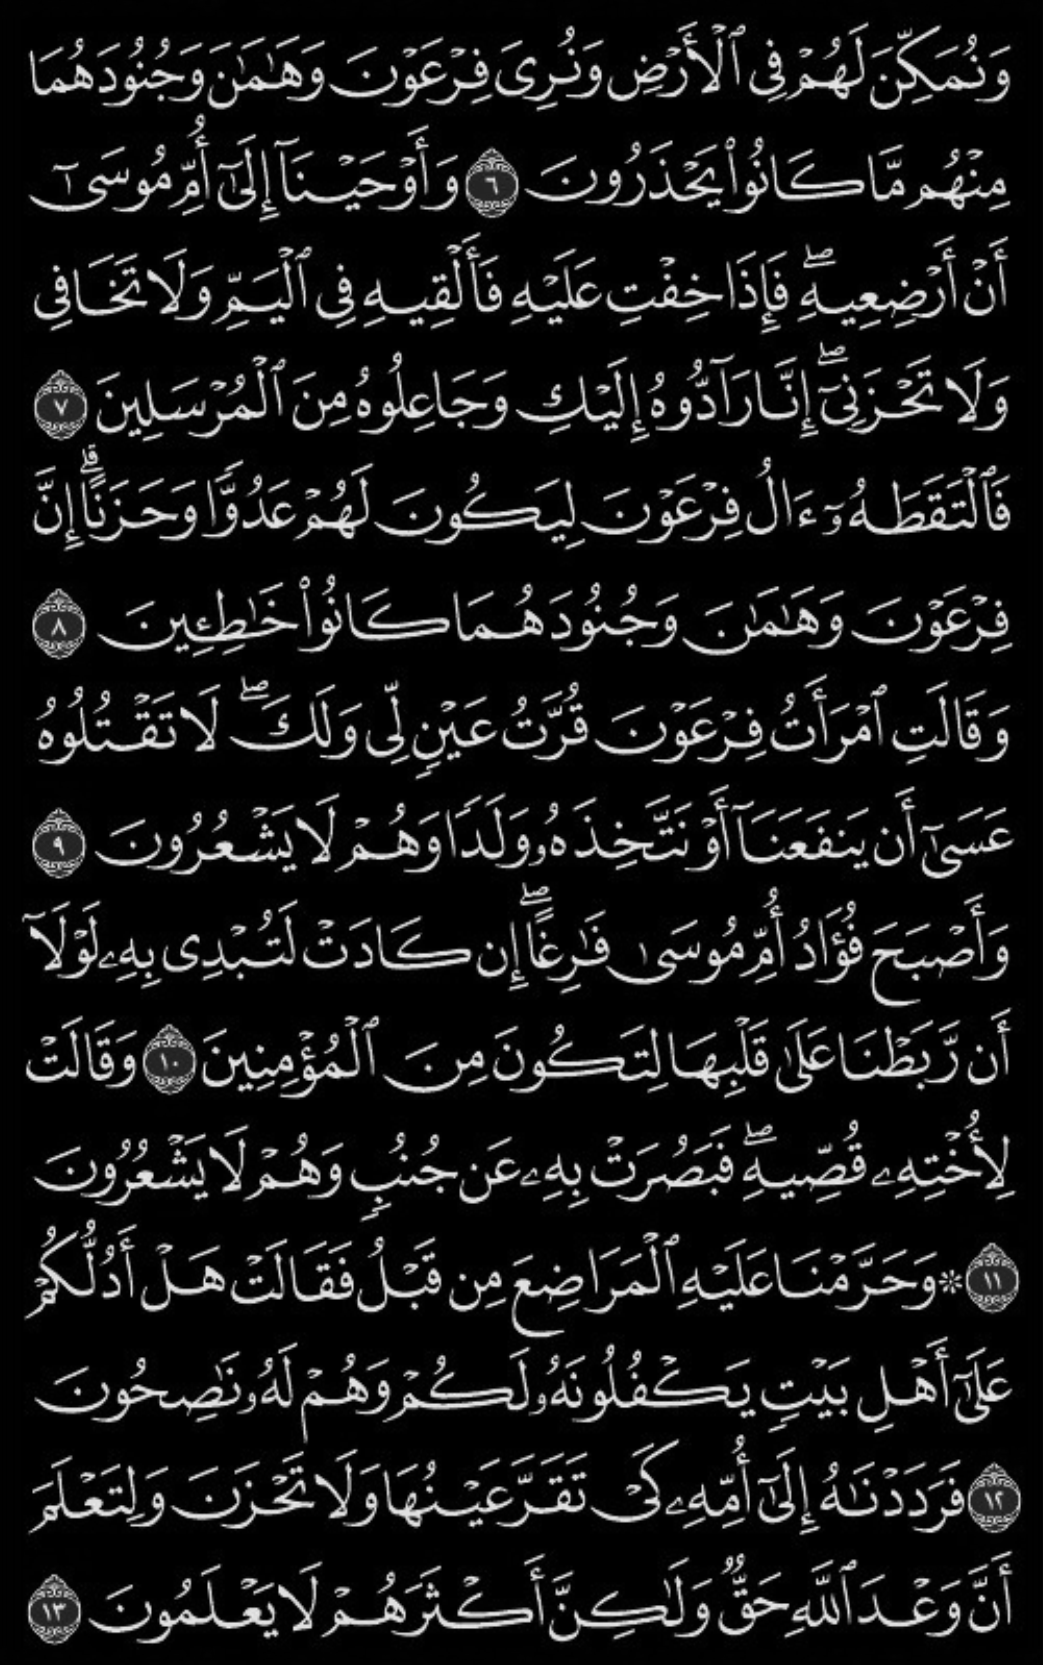 وَنُمَكِّنَ لَهُمْ فِى ٱلْأَرْضِ وَنُرِىَ فِرْعَوْنَ وَهَٰمَٰنَ وَجُنُودَهُمَا
مِنْهُم مَّا كَانُوا۟ يَحْذَرُونَ ٦ وَأَوْحَيْنَآ إِلَىٰٓ أُمِّ مُوسَىٰٓ
أَنْ أَرْضِعِيهِ ۖ فَإِذَا خِفْتِ عَلَيْهِ فَأَلْقِيهِ فِى ٱلْيَمِّ وَلَا تَخَافِى
وَلَا تَحْزَنِىٓ ۖ إِنَّا رَآدُّوهُ إِلَيْكِ وَجَاعِلُوهُ مِنَ ٱلْمُرْسَلِينَ ٧
فَٱلْتَقَطَهُۥٓ ءَالُ فِرْعَوْنَ لِيَكُونَ لَهُمْ عَدُوًّا وَحَزَنًا ۗ إِنَّ
فِرْعَوْنَ وَهَٰمَٰنَ وَجُنُودَهُمَا كَانُوا۟ خَٰطِـِٔينَ ٨
وَقَالَتِ ٱمْرَأَتُ فِرْعَوْنَ قُرَّتُ عَيْنٍ لِّى وَلَكَ ۖ لَا تَقْتُلُوهُ
عَسَىٰٓ أَن يَنفَعَنَآ أَوْ نَتَّخِذَهُۥ وَلَدًا وَهُمْ لَا يَشْعُرُونَ ٩
وَأَصْبَحَ فُؤَادُ أُمِّ مُوسَىٰ فَٰرِغًا ۖ إِن كَادَتْ لَتُبْدِى بِهِۦ لَوْلَآ
أَن رَّبَطْنَا عَلَىٰ قَلْبِهَا لِتَكُونَ مِنَ ٱلْمُؤْمِنِينَ ١٠ وَقَالَتْ
لِأُخْتِهِۦ قُصِّيهِ ۖ فَبَصُرَتْ بِهِۦ عَن جُنُبٍ وَهُمْ لَا يَشْعُرُونَ
١١ ۞ وَحَرَّمْنَا عَلَيْهِ ٱلْمَرَاضِعَ مِن قَبْلُ فَقَالَتْ هَلْ أَدُلُّكُمْ
عَلَىٰٓ أَهْلِ بَيْتٍ يَكْفُلُونَهُۥ لَكُمْ وَهُمْ لَهُۥ نَٰصِحُونَ
١٢ فَرَدَدْنَٰهُ إِلَىٰٓ أُمِّهِۦ كَىْ تَقَرَّ عَيْنُهَا وَلَا تَحْزَنَ وَلِتَعْلَمَ
أَنَّ وَعْدَ ٱللَّهِ حَقٌّ وَلَٰكِنَّ أَكْثَرَهُمْ لَا يَعْلَمُونَ ١٣